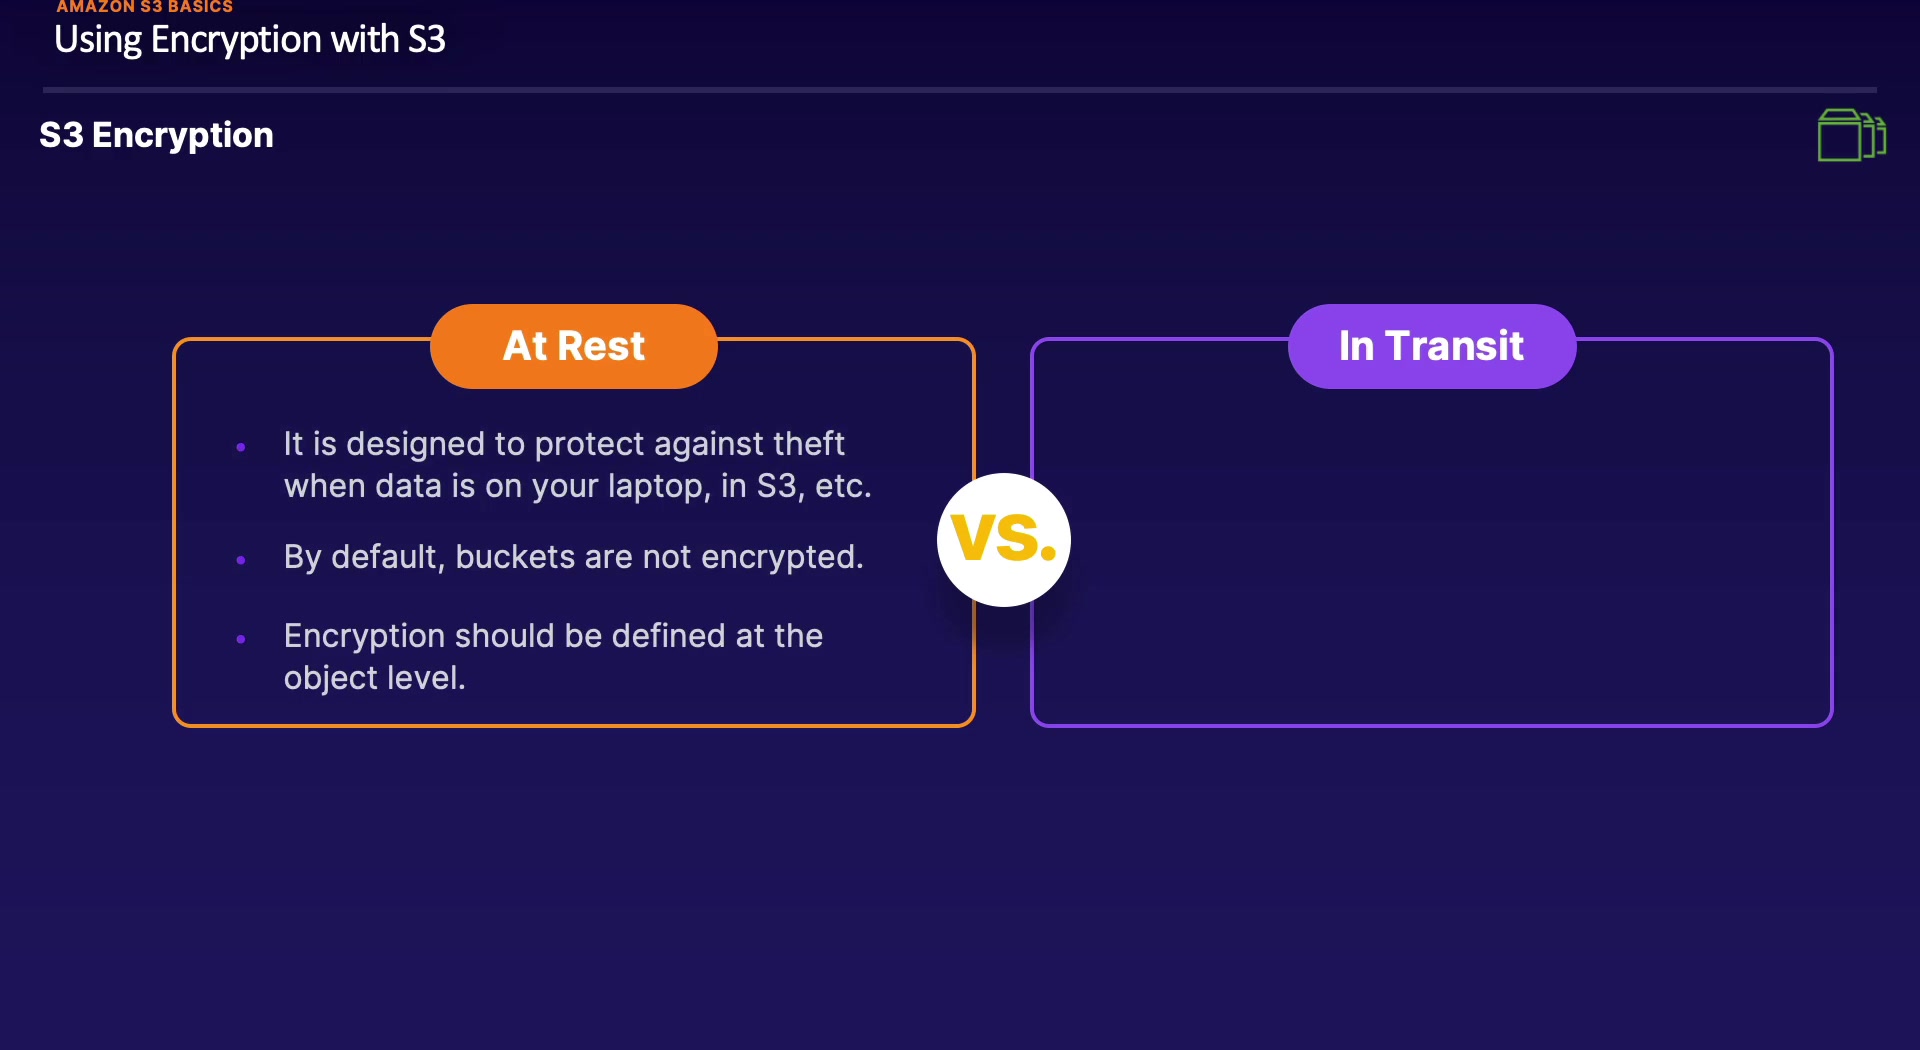 AMAZON S3 BASICS
Using Encryption with S3
S3 Encryption
At Rest
It is designed to protect against theft
when data is on your laptop, in S3, etc.
By default, buckets are not encrypted.
Encryption should be defined at the
object level.
VS.
In Transit